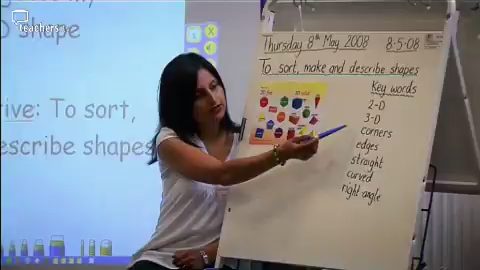 teachers
D shape
ive: To sort,
escribe shapes
Thursday 8th May 2008 8-5-08
To sort, make and describe shapes
Key words
2-D
3-D
corners
edges
straight
curved
right angle